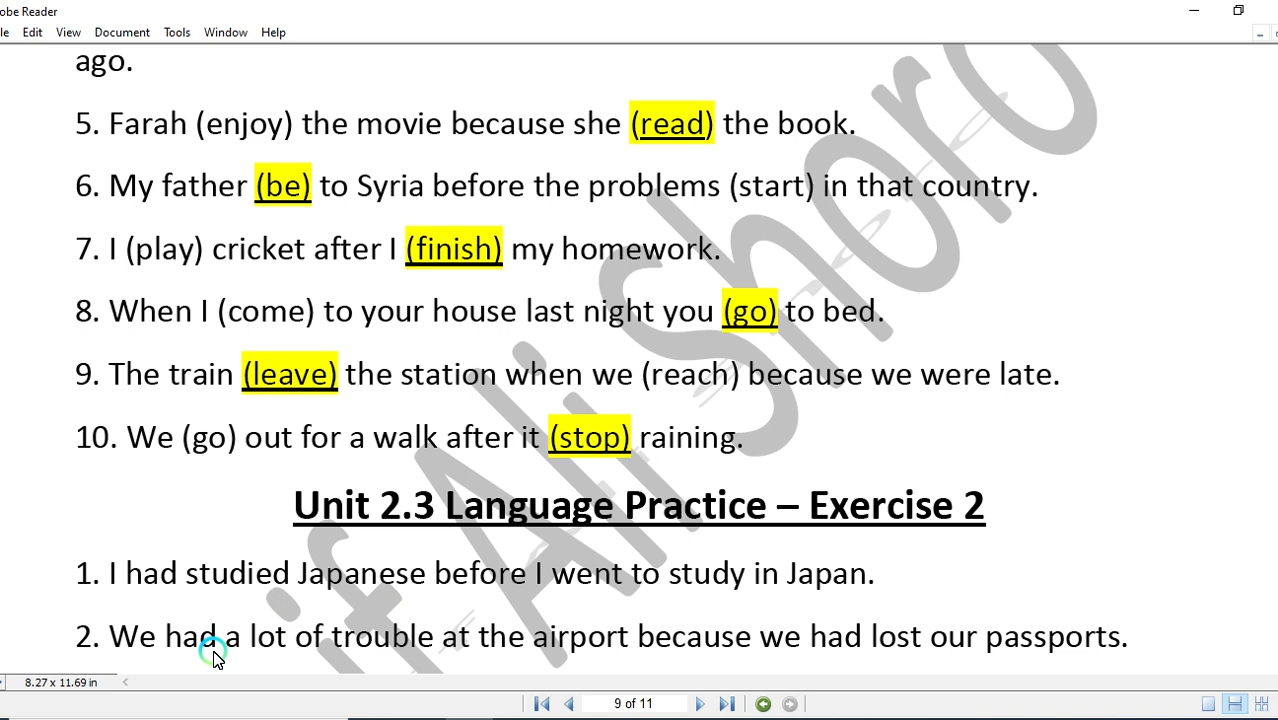 obe Reader
le Edit View Document Tools Window Help
ago.
5. Farah (enjoy) the movie because she (read) the book.
6. My father (be) to Syria before the problems (start) in that country.
7. I (play) cricket after I (finish) my homework.
8. When I (come) to your house last night you (go) to bed.
9. The train (leave) the station when we (reach) because we were late.
10. We (go) out for a walk after it (stop) raining.
Unit 2.3 Language Practice – Exercise 2
1. I had studied Japanese before I went to study in Japan.
2. We had a lot of trouble at the airport because we had lost our passports.
if Ali Shoro
8.27 x 11.69 in
9 of 11